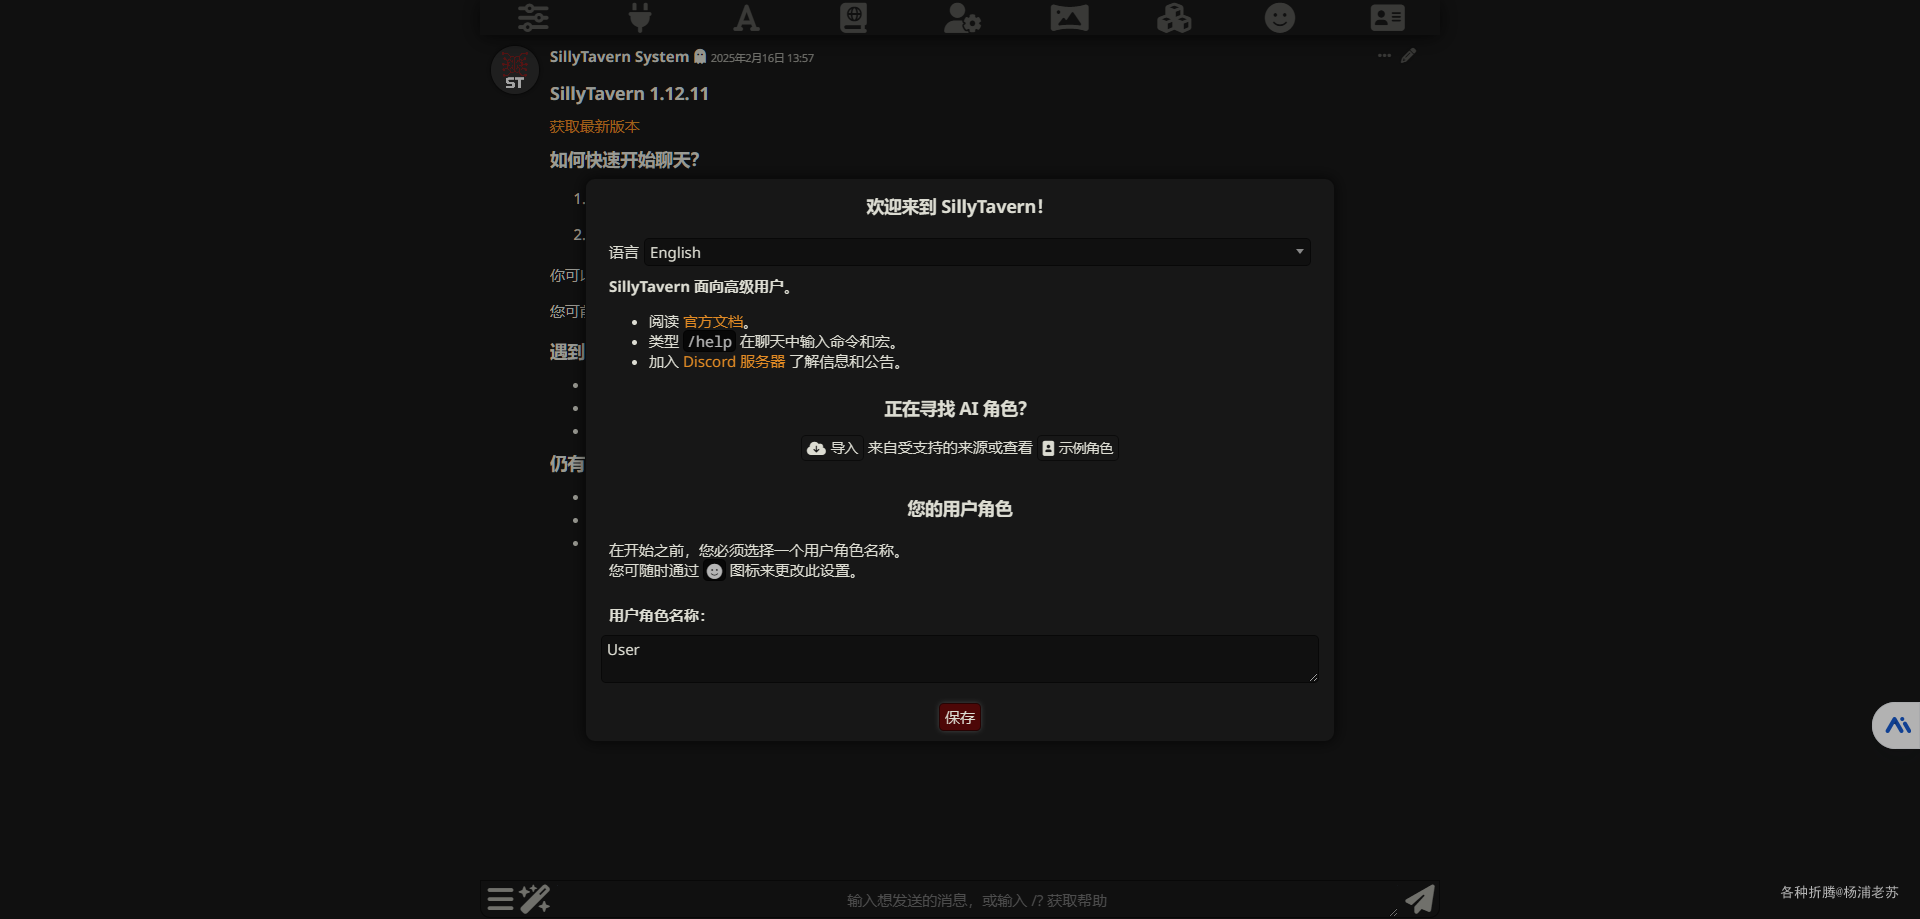 SillyTavern System 2025年2月16日 13:57
ST
SillyTavern 1.12.11
获取最新版本
如何快速开始聊天？
1.
2.
你可
您可
遇到
仍有
欢迎来到 SillyTavern！
语言 English
SillyTavern 面向高级用户。
阅读 官方文档。
类型 /help 在聊天中输入命令和宏。
加入 Discord 服务器 了解信息和公告。
正在寻找 AI 角色？
导入 来自受支持的来源或查看 示例角色
您的用户角色
在开始之前，您必须选择一个用户角色名称。
您可随时通过 图标来更改此设置。
用户角色名称：
User
保存
输入想发送的消息，或输入 /? 获取帮助
各种折腾@杨浦老苏